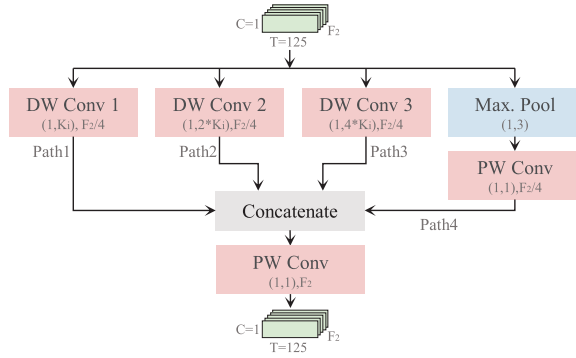 C=1
F₂
T=125
DW Conv 1
(1,Kᵢ), F₂/4
DW Conv 2
(1,2*Kᵢ),F₂/4
DW Conv 3
(1,4*Kᵢ),F₂/4
Max. Pool
(1,3)
Path1
Path2
Path3
PW Conv
(1,1),F₂/4
Concatenate
Path4
PW Conv
(1,1),F₂
C=1
F₂
T=125